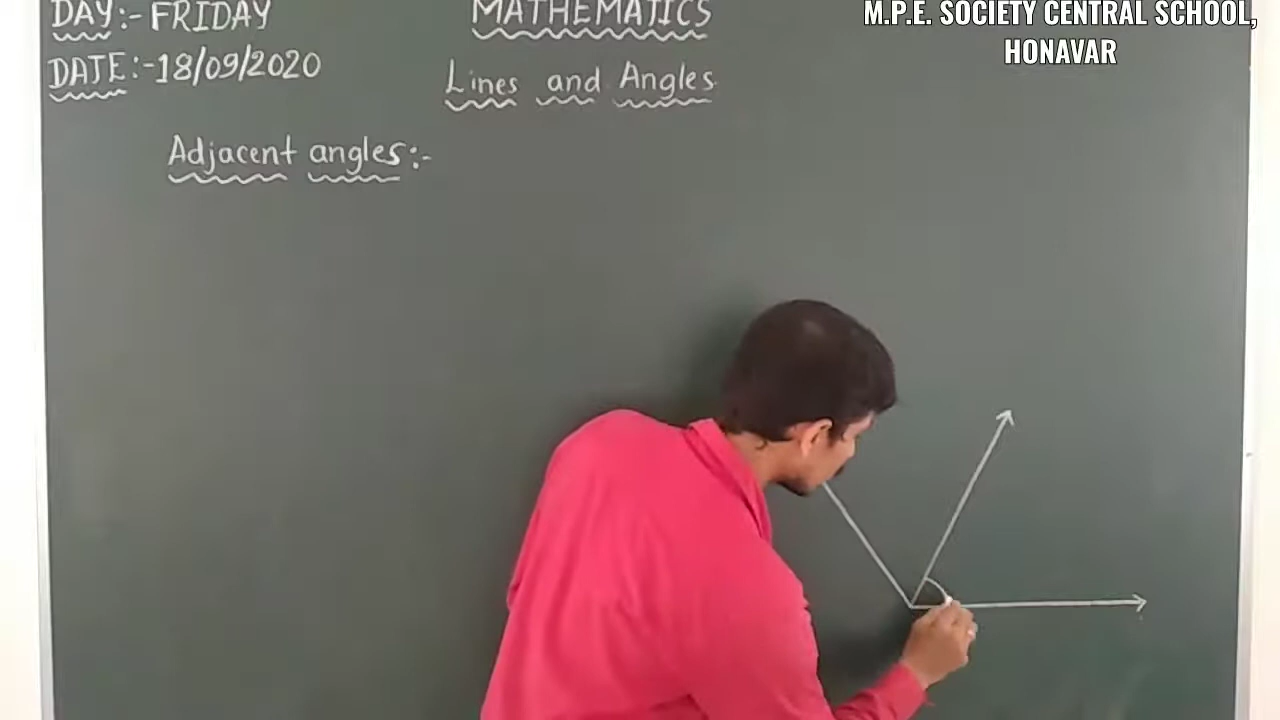 DAY:- FRIDAY
MATHEMATICS
M.P.E. SOCIETY CENTRAL SCHOOL,
HONAVAR
DATE:-18/09/2020
Lines and Angles
Adjacent angles:-